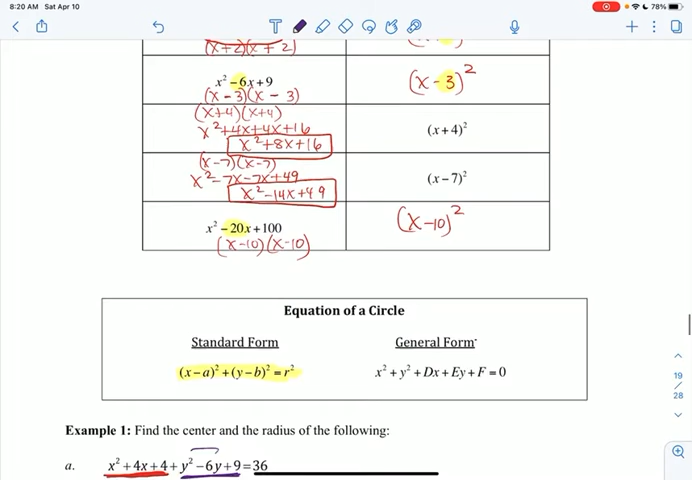 8:20 AM Sat Apr 10
78%
(x+2)(x+2)
x² − 6x + 9
(x − 3)(x − 3)
(x − 3)²
(x+4)(x+4)
x²+4x+4x+16
x²+8x+16
(x + 4)²
(x−7)(x−7)
x²−7x−7x+49
x²−14x+49
(x − 7)²
x² − 20x + 100
(x−10)(x−10)
(x−10)²
Equation of a Circle
Standard Form General Form
(x − a)² + (y − b)² = r² x² + y² + Dx + Ey + F = 0
Example 1: Find the center and the radius of the following:
a. x² + 4x + 4 + y² − 6y + 9 = 36
19
/
28